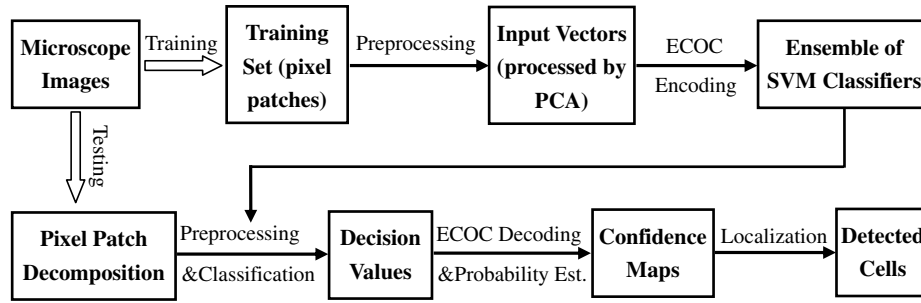 Microscope
Images
Training
Training
Set (pixel
patches)
Preprocessing
Input Vectors
(processed by
PCA)
ECOC
Encoding
Ensemble of
SVM Classifiers
Testing
Pixel Patch
Decomposition
Preprocessing
&Classification
Decision
Values
ECOC Decoding
&Probability Est.
Confidence
Maps
Localization
Detected
Cells